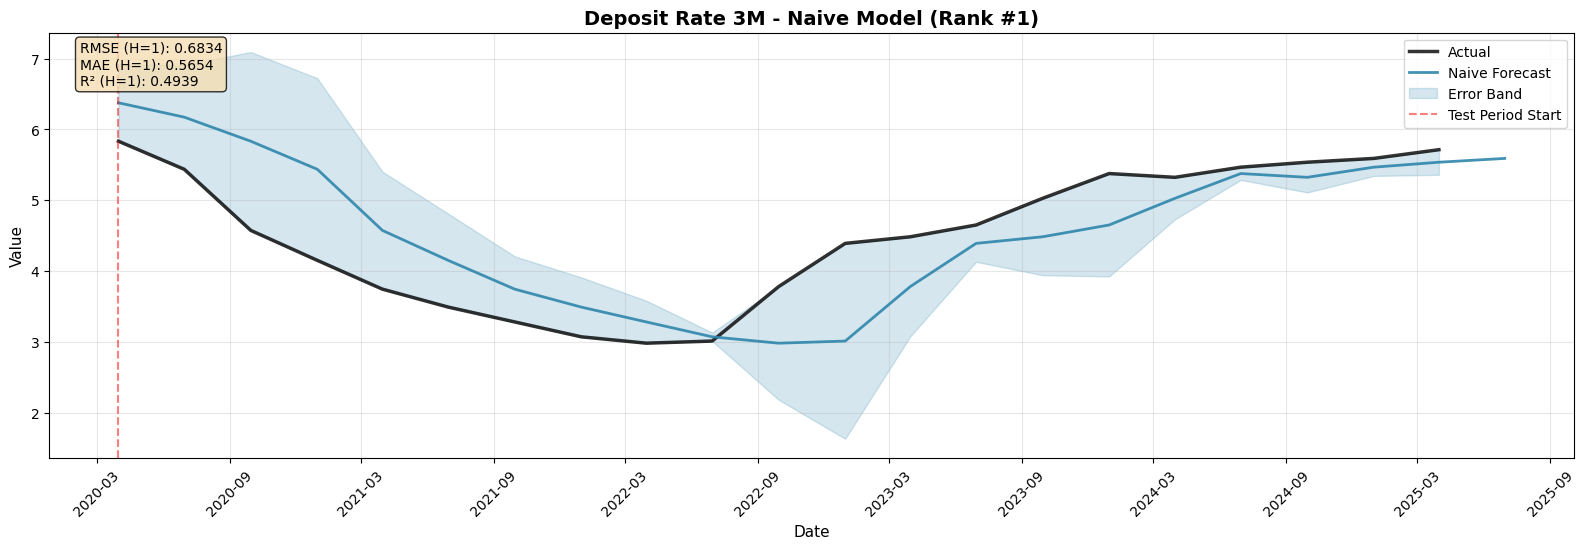 Deposit Rate 3M - Naive Model (Rank #1)
RMSE (H=1): 0.6834
MAE (H=1): 0.5654
R² (H=1): 0.4939
Actual
Naive Forecast
Error Band
Test Period Start
Value
7
6
5
4
3
2
2020-03
2020-09
2021-03
2021-09
2022-03
2022-09
2023-03
2023-09
2024-03
2024-09
2025-03
2025-09
Date